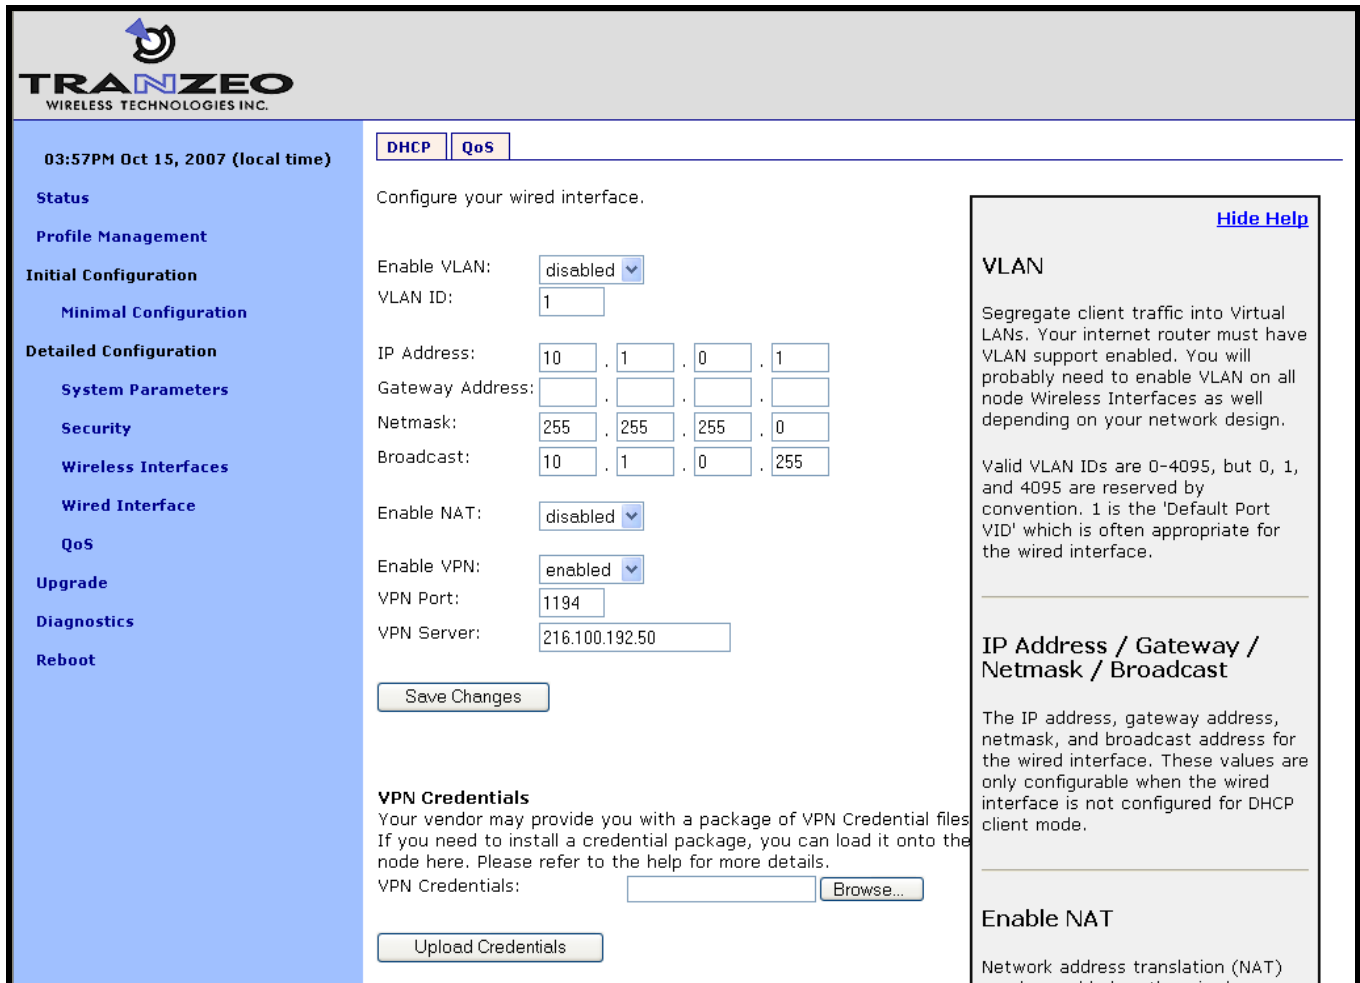 TRANZEO
WIRELESS TECHNOLOGIES INC.
03:57PM Oct 15, 2007 (local time)
Status
Profile Management
Initial Configuration
Minimal Configuration
Detailed Configuration
System Parameters
Security
Wireless Interfaces
Wired Interface
QoS
Upgrade
Diagnostics
Reboot
DHCP QoS
Configure your wired interface.
Enable VLAN: disabled
VLAN ID: 1
IP Address: 10 . 1 . 0 . 1
Gateway Address: . . .
Netmask: 255 . 255 . 255 . 0
Broadcast: 10 . 1 . 0 . 255
Enable NAT: disabled
Enable VPN: enabled
VPN Port: 1194
VPN Server: 216.100.192.50
Save Changes
VPN Credentials
Your vendor may provide you with a package of VPN Credential files
If you need to install a credential package, you can load it onto the
node here. Please refer to the help for more details.
VPN Credentials: Browse...
Upload Credentials
Hide Help
VLAN
Segregate client traffic into Virtual
LANs. Your internet router must have
VLAN support enabled. You will
probably need to enable VLAN on all
node Wireless Interfaces as well
depending on your network design.
Valid VLAN IDs are 0-4095, but 0, 1,
and 4095 are reserved by
convention. 1 is the 'Default Port
VID' which is often appropriate for
the wired interface.
IP Address / Gateway /
Netmask / Broadcast
The IP address, gateway address,
netmask, and broadcast address for
the wired interface. These values are
only configurable when the wired
interface is not configured for DHCP
client mode.
Enable NAT
Network address translation (NAT)